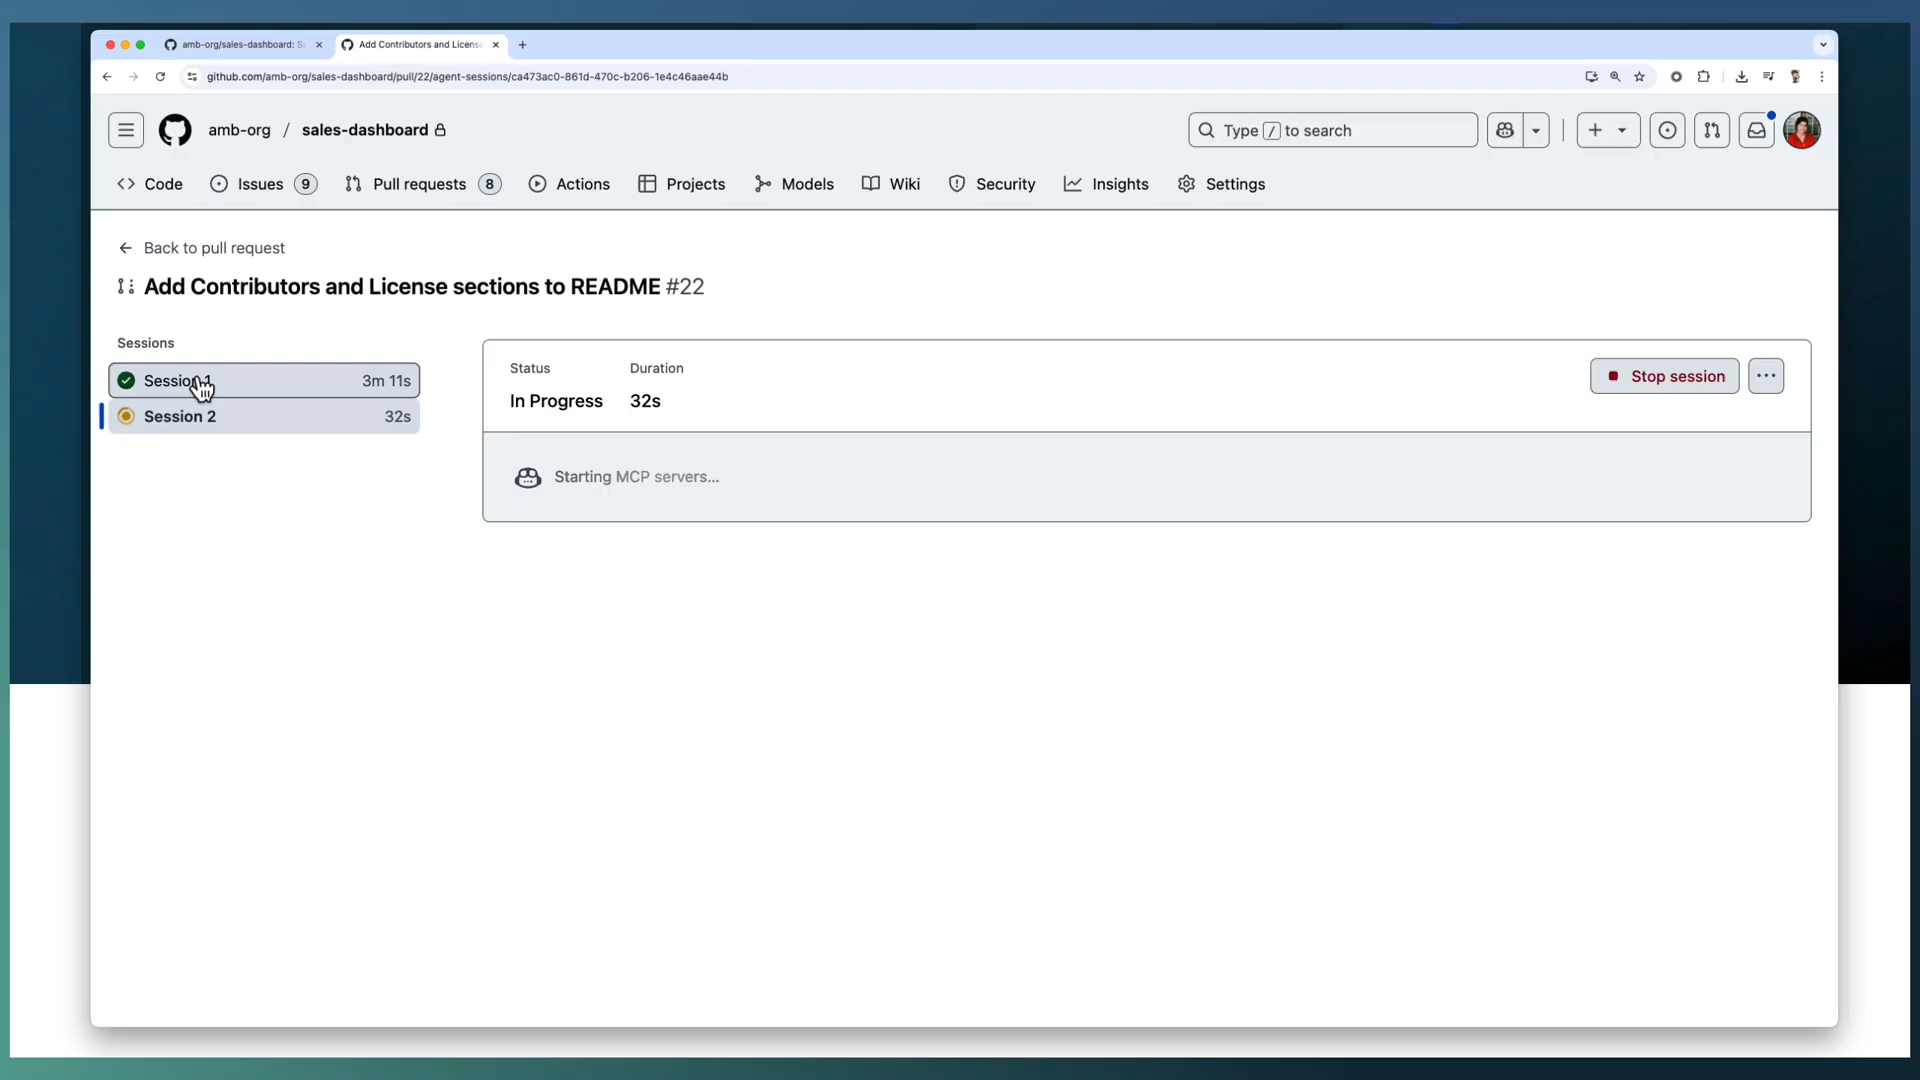 amb-org/sales-dashboard: S
Add Contributors and Licens
github.com/amb-org/sales-dashboard/pull/22/agent-sessions/ca473ac0-861d-470c-b206-1e4c46aae44b
amb-org / sales-dashboard
Type / to search
Code
Issues 9
Pull requests 8
Actions
Projects
Models
Wiki
Security
Insights
Settings
Back to pull request
Add Contributors and License sections to README #22
Sessions
Session 1 3m 11s
Session 2 32s
Status Duration
In Progress 32s
Stop session
Starting MCP servers...